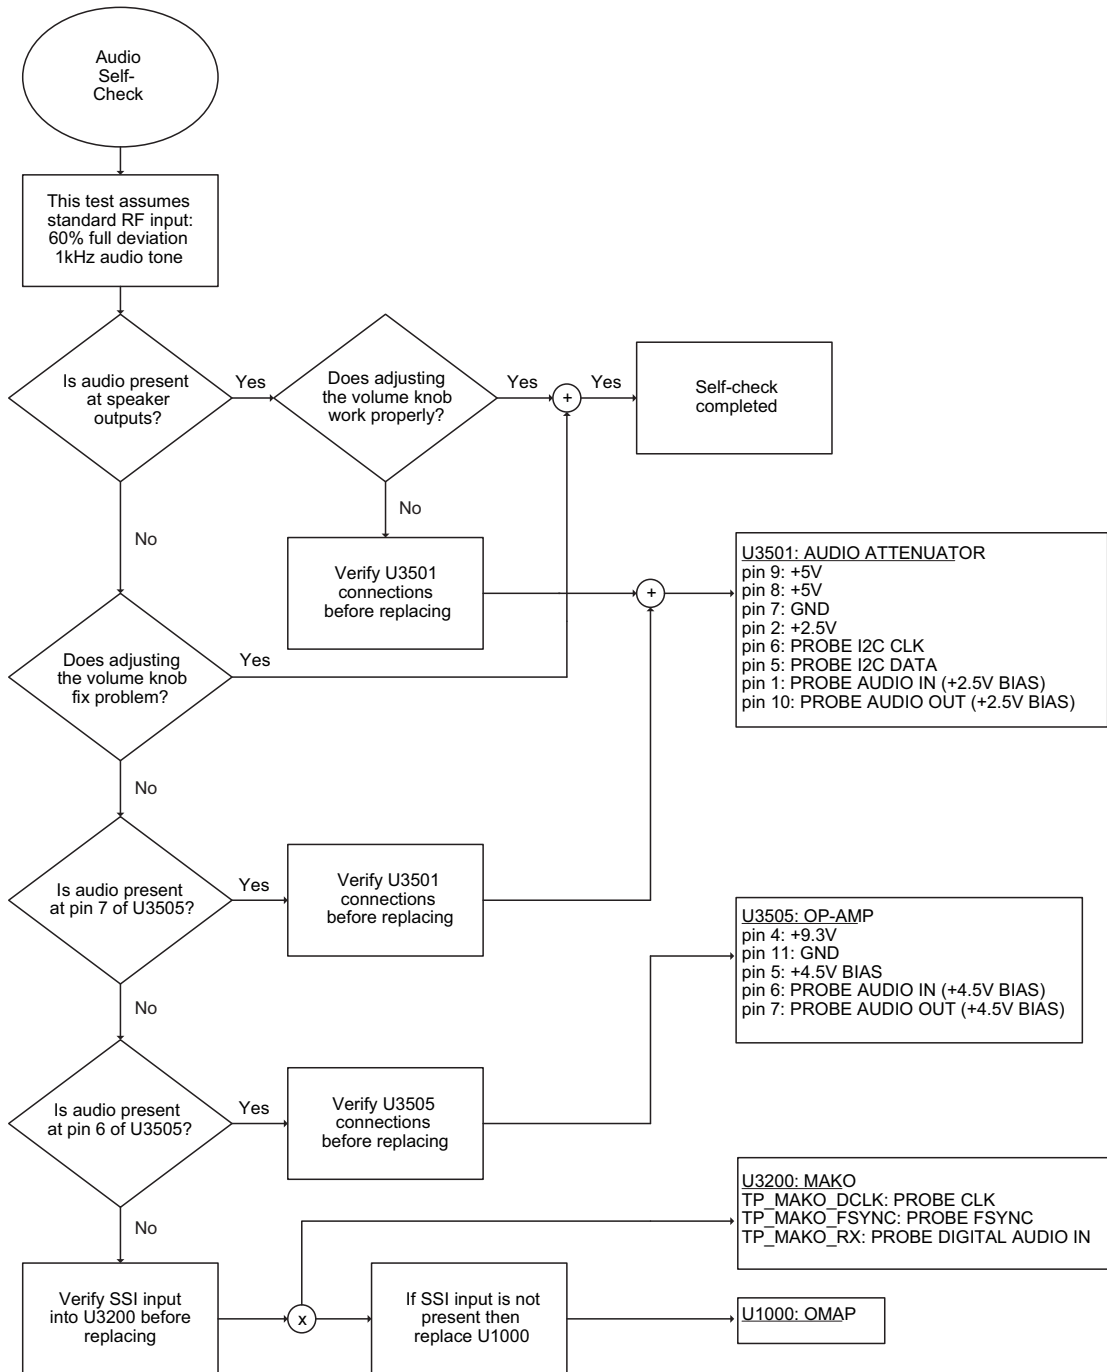 Audio
Self-
Check
This test assumes
standard RF input:
60% full deviation
1kHz audio tone
Is audio present
at speaker
outputs?
Yes
Does adjusting
the volume knob
work properly?
Yes
+
Yes
Self-check
completed
No
No
Verify U3501
connections
before replacing
+
U3501: AUDIO ATTENUATOR
pin 9: +5V
pin 8: +5V
pin 7: GND
pin 2: +2.5V
pin 6: PROBE I2C CLK
pin 5: PROBE I2C DATA
pin 1: PROBE AUDIO IN (+2.5V BIAS)
pin 10: PROBE AUDIO OUT (+2.5V BIAS)
Does adjusting
the volume knob
fix problem?
Yes
No
Is audio present
at pin 7 of U3505?
Yes
Verify U3501
connections
before replacing
U3505: OP-AMP
pin 4: +9.3V
pin 11: GND
pin 5: +4.5V BIAS
pin 6: PROBE AUDIO IN (+4.5V BIAS)
pin 7: PROBE AUDIO OUT (+4.5V BIAS)
No
Is audio present
at pin 6 of U3505?
Yes
Verify U3505
connections
before replacing
U3200: MAKO
TP_MAKO_DCLK: PROBE CLK
TP_MAKO_FSYNC: PROBE FSYNC
TP_MAKO_RX: PROBE DIGITAL AUDIO IN
No
Verify SSI input
into U3200 before
replacing
x
If SSI input is not
present then
replace U1000
U1000: OMAP